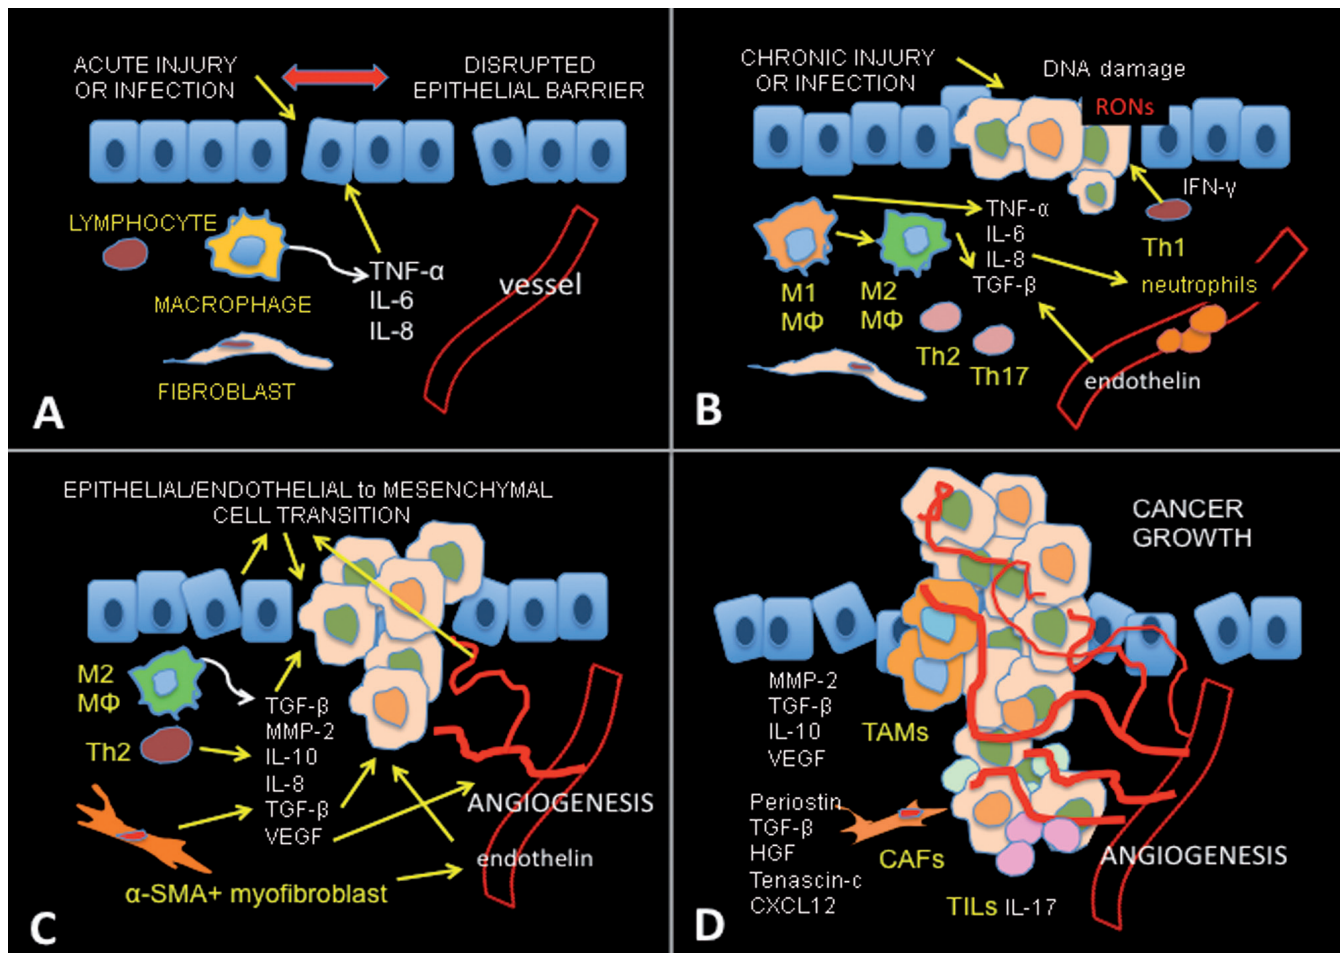 ACUTE INJURY
OR INFECTION
DISRUPTED
EPITHELIAL BARRIER
LYMPHOCYTE
MACROPHAGE
TNF-α
IL-6
IL-8
vessel
FIBROBLAST
A
CHRONIC INJURY
OR INFECTION
DNA damage
RONs
IFN-γ
TNF-α
IL-6
IL-8
TGF-β
Th1
neutrophils
M1
MΦ
M2
MΦ
Th2
Th17
endothelin
B
EPITHELIAL/ENDOTHELIAL to MESENCHYMAL
CELL TRANSITION
M2
MΦ
Th2
TGF-β
MMP-2
IL-10
IL-8
TGF-β
VEGF
ANGIOGENESIS
endothelin
α-SMA+ myofibroblast
C
CANCER
GROWTH
MMP-2
TGF-β
IL-10
VEGF
TAMs
Periostin
TGF-β
HGF
Tenascin-c
CXCL12
CAFs
ANGIOGENESIS
TILs IL-17
D